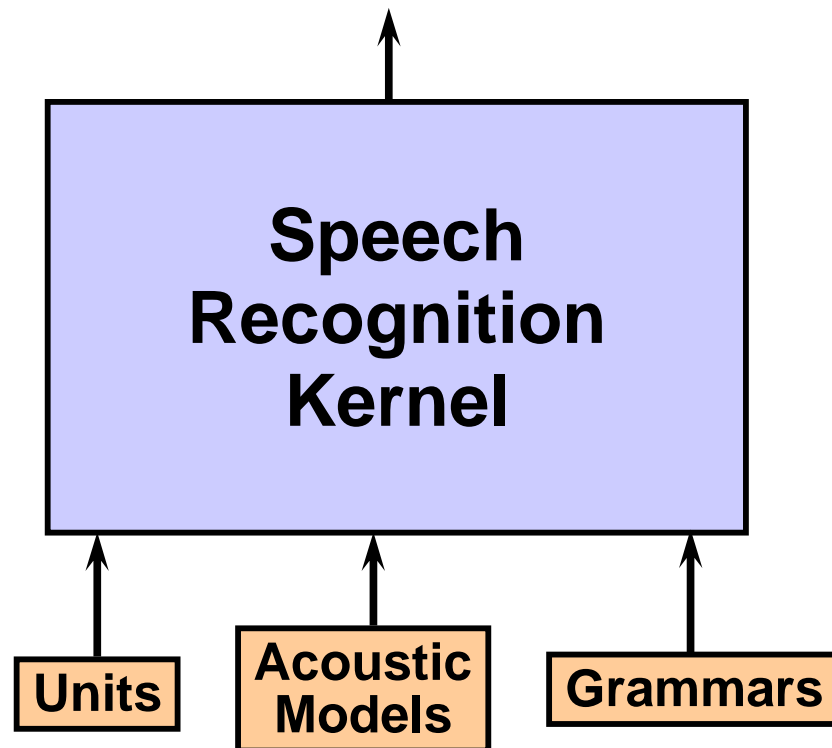 Speech
Recognition
Kernel
Units
Acoustic
Models
Grammars